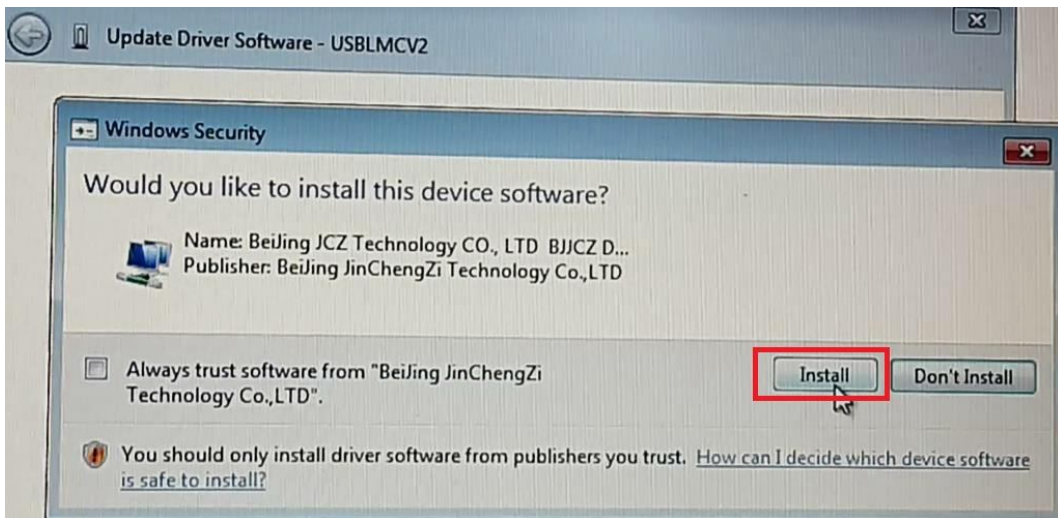 Update Driver Software - USBLMCV2
Windows Security
Would you like to install this device software?
Name: BeiJing JCZ Technology CO., LTD  BJJCZ D...
Publisher: BeiJing JinChengZi Technology Co.,LTD
Always trust software from "BeiJing JinChengZi
Technology Co.,LTD".
Install
Don't Install
You should only install driver software from publishers you trust. How can I decide which device software
is safe to install?